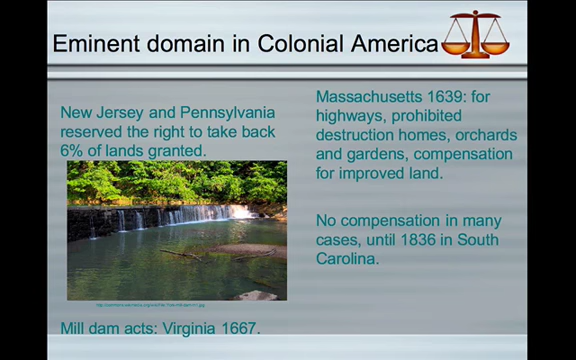 Eminent domain in Colonial America
New Jersey and Pennsylvania
reserved the right to take back
6% of lands granted.
Mill dam acts: Virginia 1667.
Massachusetts 1639: for
highways, prohibited
destruction homes, orchards
and gardens, compensation
for improved land.
No compensation in many
cases, until 1836 in South
Carolina.